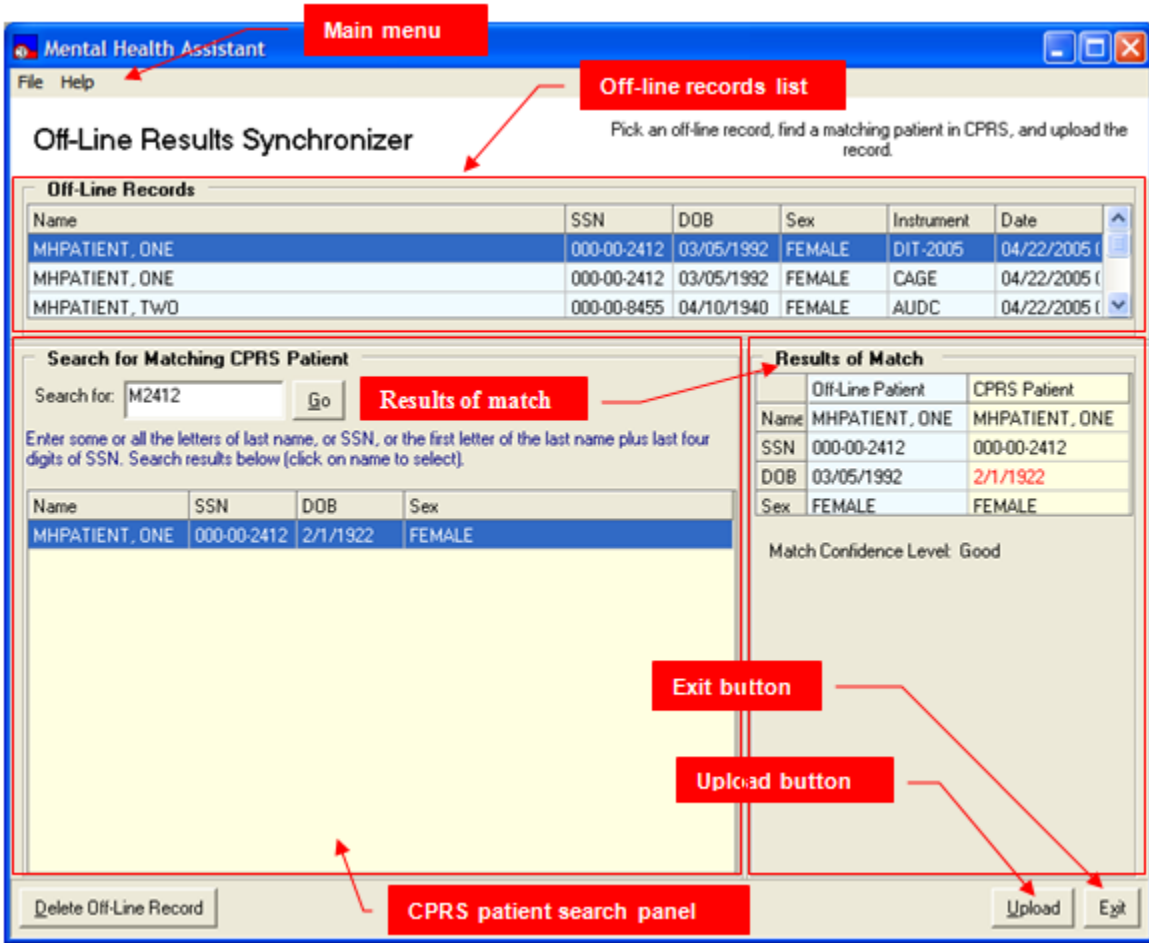 Main menu
Mental Health Assistant
File Help
Off-line records list
Off-Line Results Synchronizer
Pick an off-line record, find a matching patient in CPRS, and upload the
record.
Off-Line Records
Name SSN DOB Sex Instrument Date
MHPATIENT, ONE 000-00-2412 03/05/1992 FEMALE DIT-2005 04/22/2005 (
MHPATIENT, ONE 000-00-2412 03/05/1992 FEMALE CAGE 04/22/2005 (
MHPATIENT, TWO 000-00-8455 04/10/1940 FEMALE AUDC 04/22/2005 (
Search for Matching CPRS Patient
Search for: M2412 Go
Results of match
Enter some or all the letters of last name, or SSN, or the first letter of the last name plus last four
digits of SSN. Search results below (click on name to select).
Name SSN DOB Sex
MHPATIENT, ONE 000-00-2412 2/1/1922 FEMALE
Results of Match
Off-Line Patient CPRS Patient
Name MHPATIENT, ONE MHPATIENT, ONE
SSN 000-00-2412 000-00-2412
DOB 03/05/1992 2/1/1922
Sex FEMALE FEMALE
Match Confidence Level: Good
Exit button
Upload button
CPRS patient search panel
Delete Off-Line Record
Upload Exit